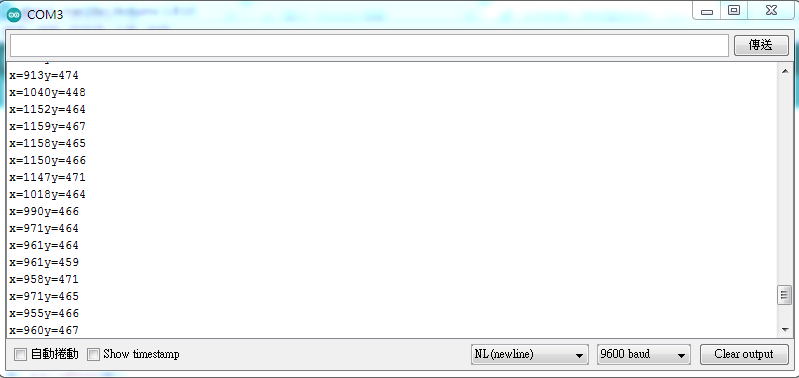 COM3
傳送
x=913y=474
x=1040y=448
x=1152y=464
x=1159y=467
x=1158y=465
x=1150y=466
x=1147y=471
x=1018y=464
x=990y=466
x=971y=464
x=961y=464
x=961y=459
x=958y=471
x=971y=465
x=955y=466
x=960y=467
自動捲動 Show timestamp NL(newline) 9600 baud Clear output